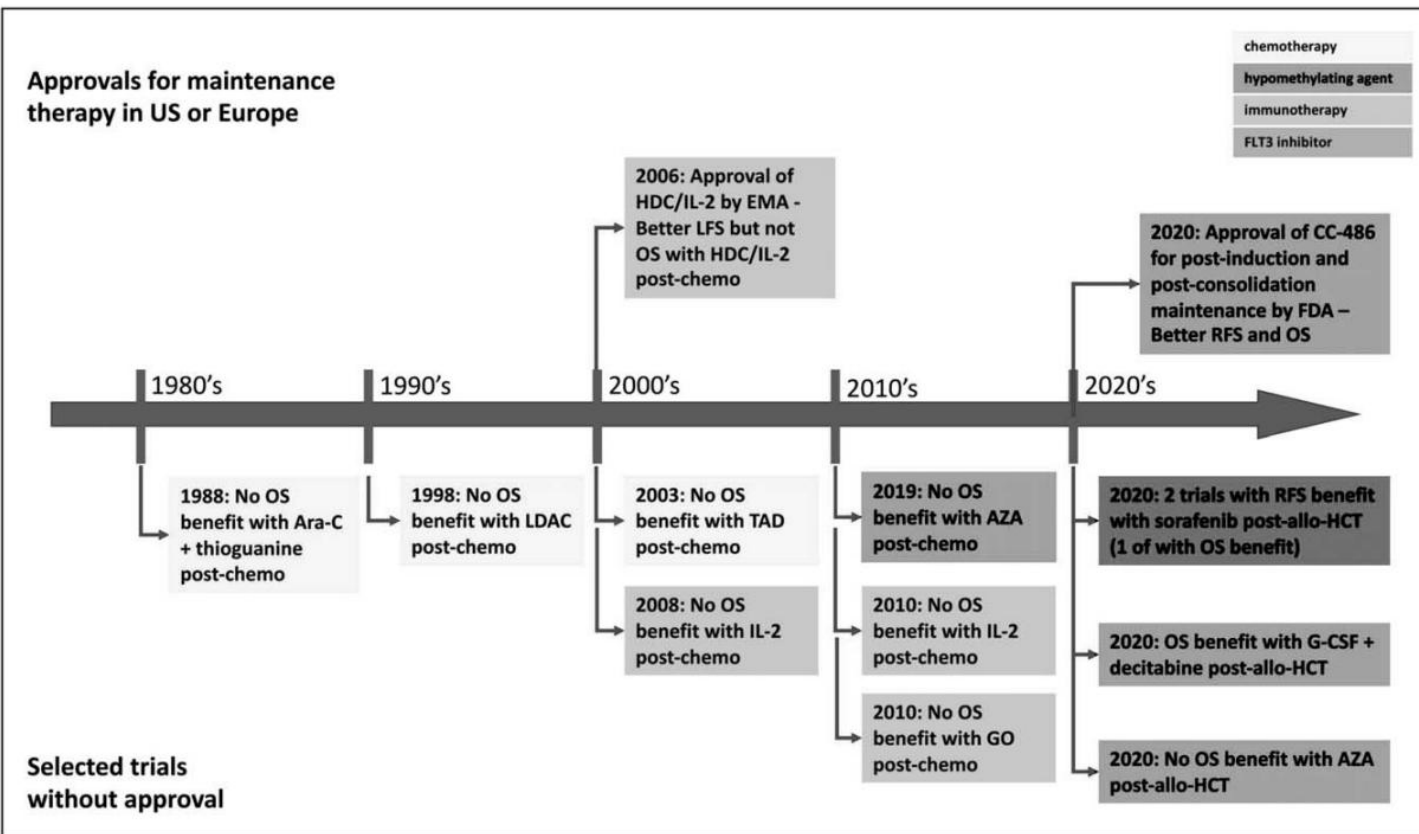 Approvals for maintenance
therapy in US or Europe
chemotherapy
hypomethylating agent
immunotherapy
FLT3 inhibitor
2006: Approval of
HDC/IL-2 by EMA -
Better LFS but not
OS with HDC/IL-2
post-chemo
2020: Approval of CC-486
for post-induction and
post-consolidation
maintenance by FDA –
Better RFS and OS
1980's
1990's
2000's
2010's
2020's
1988: No OS
benefit with Ara-C
+ thioguanine
post-chemo
1998: No OS
benefit with LDAC
post-chemo
2003: No OS
benefit with TAD
post-chemo
2008: No OS
benefit with IL-2
post-chemo
2019: No OS
benefit with AZA
post-chemo
2010: No OS
benefit with IL-2
post-chemo
2010: No OS
benefit with GO
post-chemo
2020: 2 trials with RFS benefit
with sorafenib post-allo-HCT
(1 of with OS benefit)
2020: OS benefit with G-CSF +
decitabine post-allo-HCT
2020: No OS benefit with AZA
post-allo-HCT
Selected trials
without approval